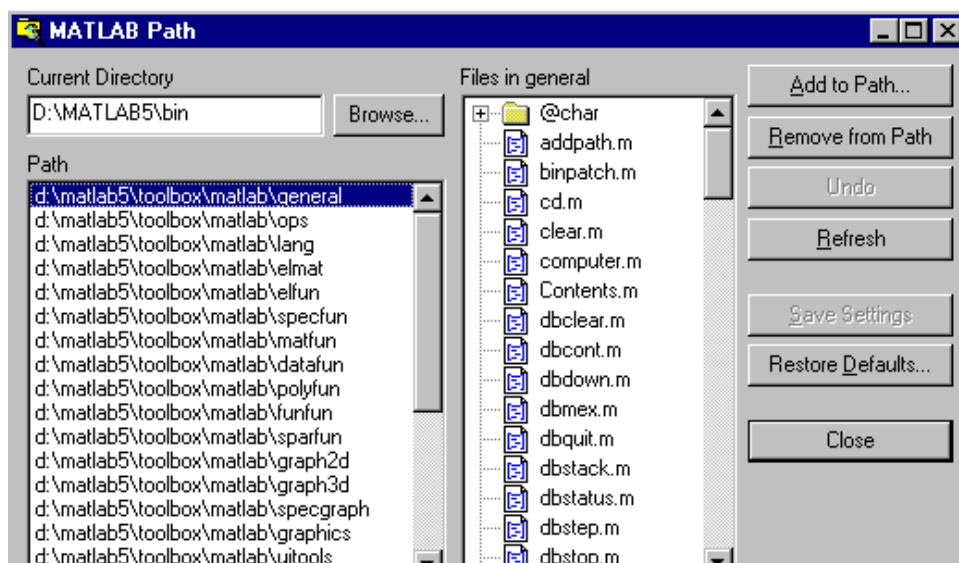 MATLAB Path
Current Directory
D:\MATLAB5\bin
Browse...
Path
d:\matlab5\toolbox\matlab\general
d:\matlab5\toolbox\matlab\ops
d:\matlab5\toolbox\matlab\lang
d:\matlab5\toolbox\matlab\elmat
d:\matlab5\toolbox\matlab\elfun
d:\matlab5\toolbox\matlab\specfun
d:\matlab5\toolbox\matlab\matfun
d:\matlab5\toolbox\matlab\datafun
d:\matlab5\toolbox\matlab\polyfun
d:\matlab5\toolbox\matlab\funfun
d:\matlab5\toolbox\matlab\sparfun
d:\matlab5\toolbox\matlab\graph2d
d:\matlab5\toolbox\matlab\graph3d
d:\matlab5\toolbox\matlab\specgraph
d:\matlab5\toolbox\matlab\graphics
d:\matlab5\toolbox\matlab\uitools
Files in general
@char
addpath.m
binpatch.m
cd.m
clear.m
computer.m
Contents.m
dbclear.m
dbcont.m
dbdown.m
dbmex.m
dbquit.m
dbstack.m
dbstatus.m
dbstep.m
dbstop.m
Add to Path...
Remove from Path
Undo
Refresh
Save Settings
Restore Defaults...
Close